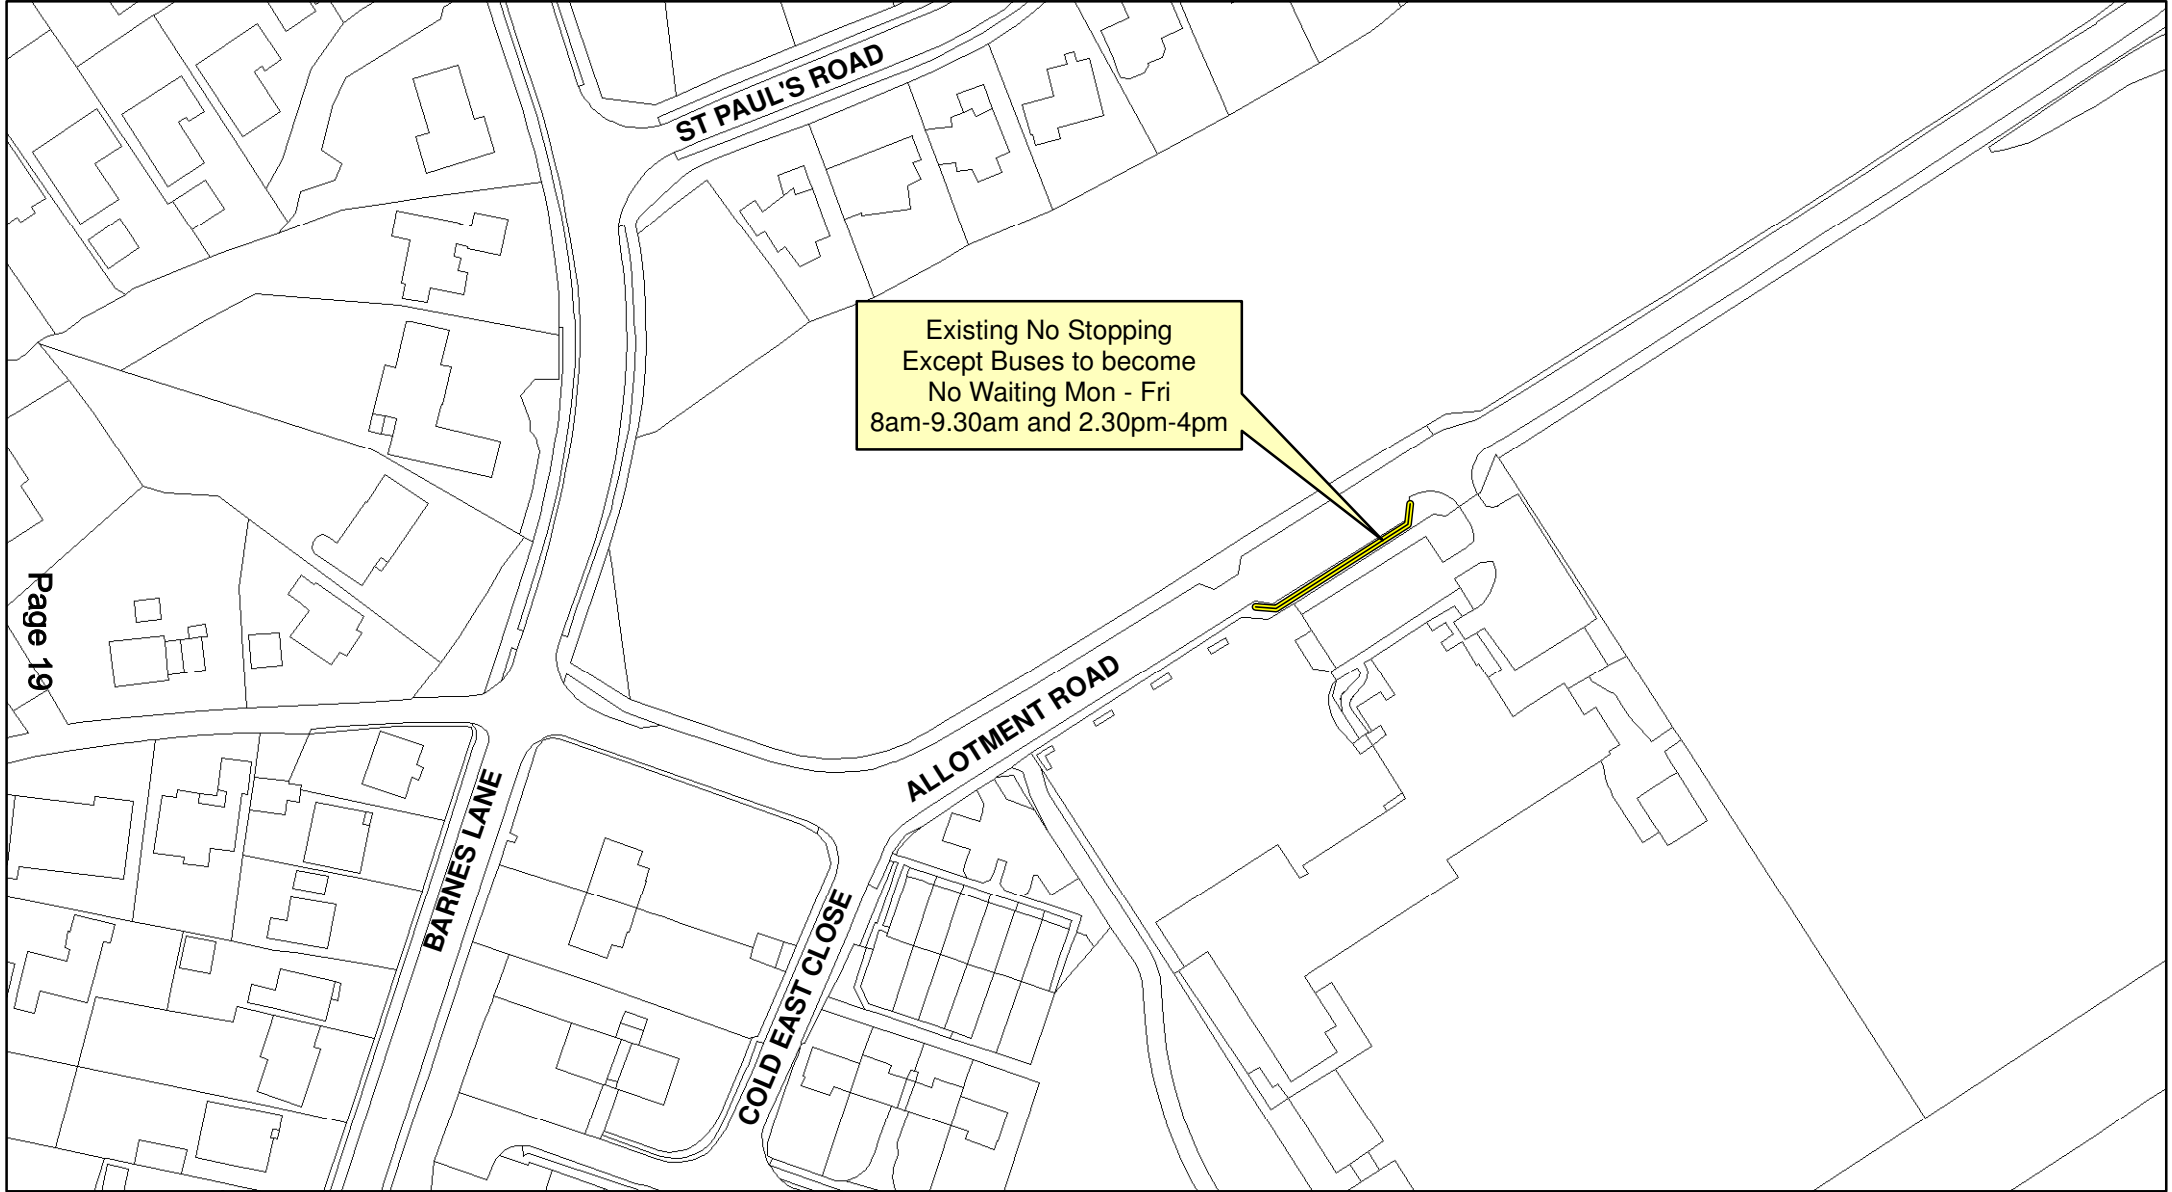 ST PAUL'S ROAD
Existing No Stopping
Except Buses to become
No Waiting Mon - Fri
8am-9.30am and 2.30pm-4pm
Page 19
ALLOTMENT ROAD
BARNES LANE
COLD EAST CLOSE